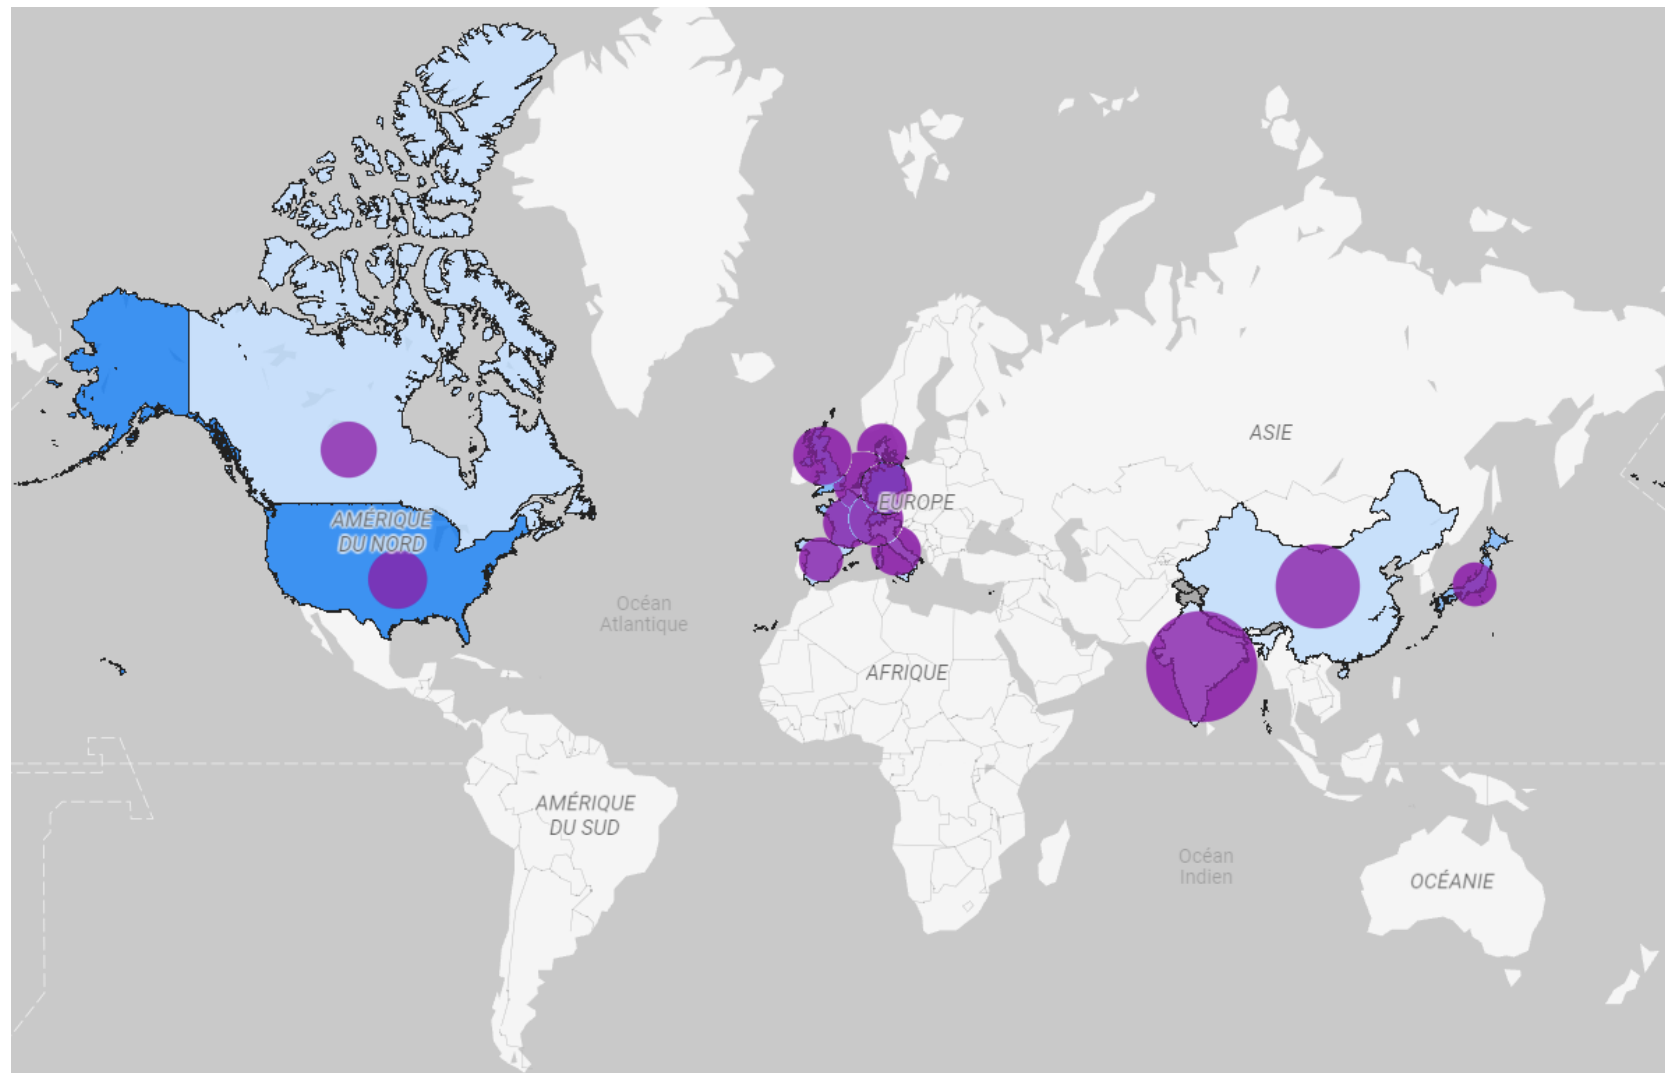 ASIE
EUROPE
AMÉRIQUE
DU NORD
Océan
Atlantique
AFRIQUE
AMÉRIQUE
DU SUD
Océan
Indien
OCÉANIE